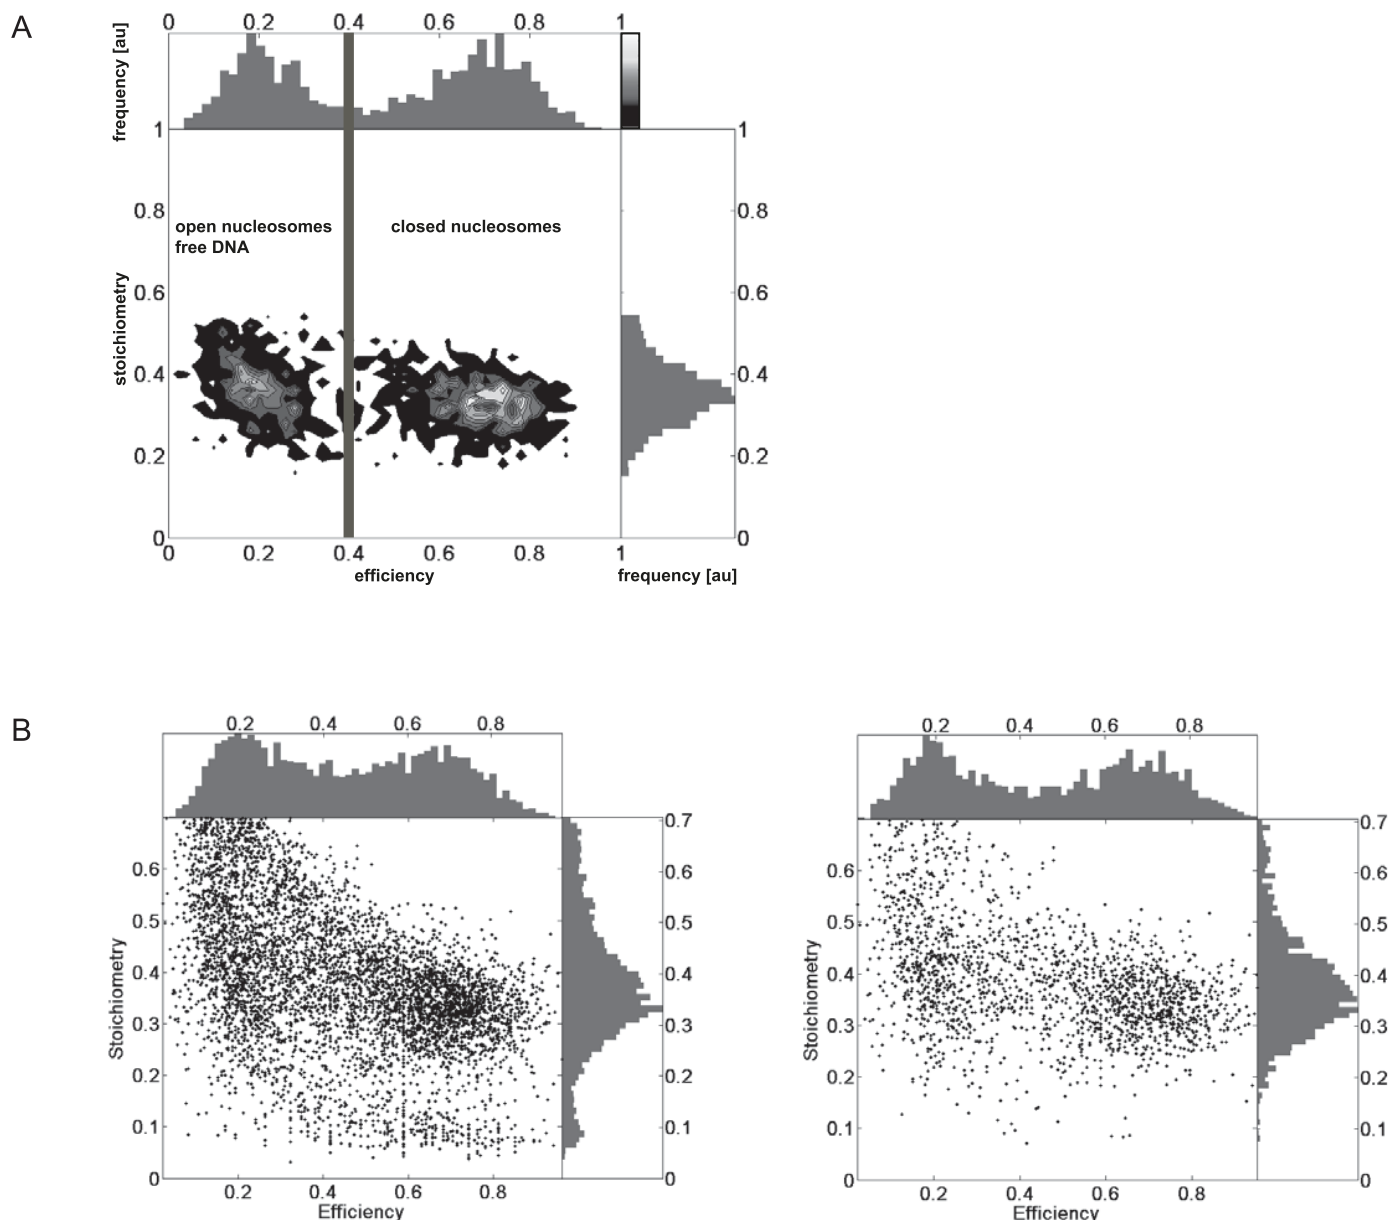 A
0 0.2 0.4 0.6 0.8 1
frequency [au]
1 1
0.8 0.8
open nucleosomes closed nucleosomes
free DNA
0.6 0.6
stoichiometry
0.4 0.4
0.2 0.2
0 0
0 0.2 0.4 0.6 0.8 1
efficiency frequency [au]
B
0.2 0.4 0.6 0.8
0.7
0.6 0.6
0.5 0.5
0.4 0.4
Stoichiometry
0.3 0.3
0.2 0.2
0.1 0.1
0 0
0.2 0.4 0.6 0.8
Efficiency
0.2 0.4 0.6 0.8
0.7
0.6 0.6
0.5 0.5
0.4 0.4
Stoichiometry
0.3 0.3
0.2 0.2
0.1 0.1
0 0
0.2 0.4 0.6 0.8
Efficiency